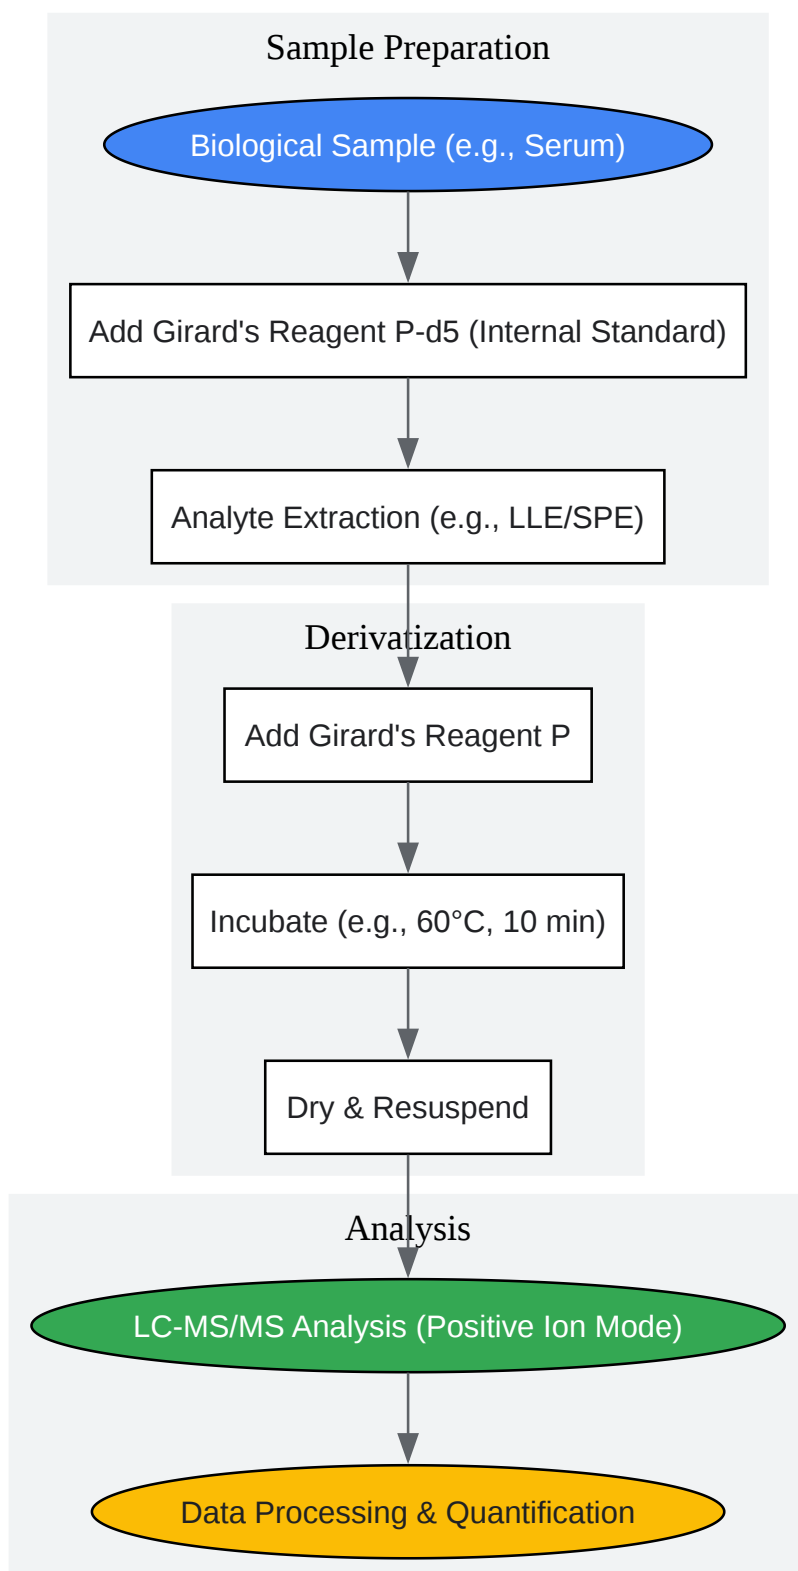 Sample Preparation
Biological Sample (e.g., Serum)
Add Girard's Reagent P-d5 (Internal Standard)
Analyte Extraction (e.g., LLE/SPE)
Derivatization
Add Girard's Reagent P
Incubate (e.g., 60°C, 10 min)
Dry & Resuspend
Analysis
LC-MS/MS Analysis (Positive Ion Mode)
Data Processing & Quantification